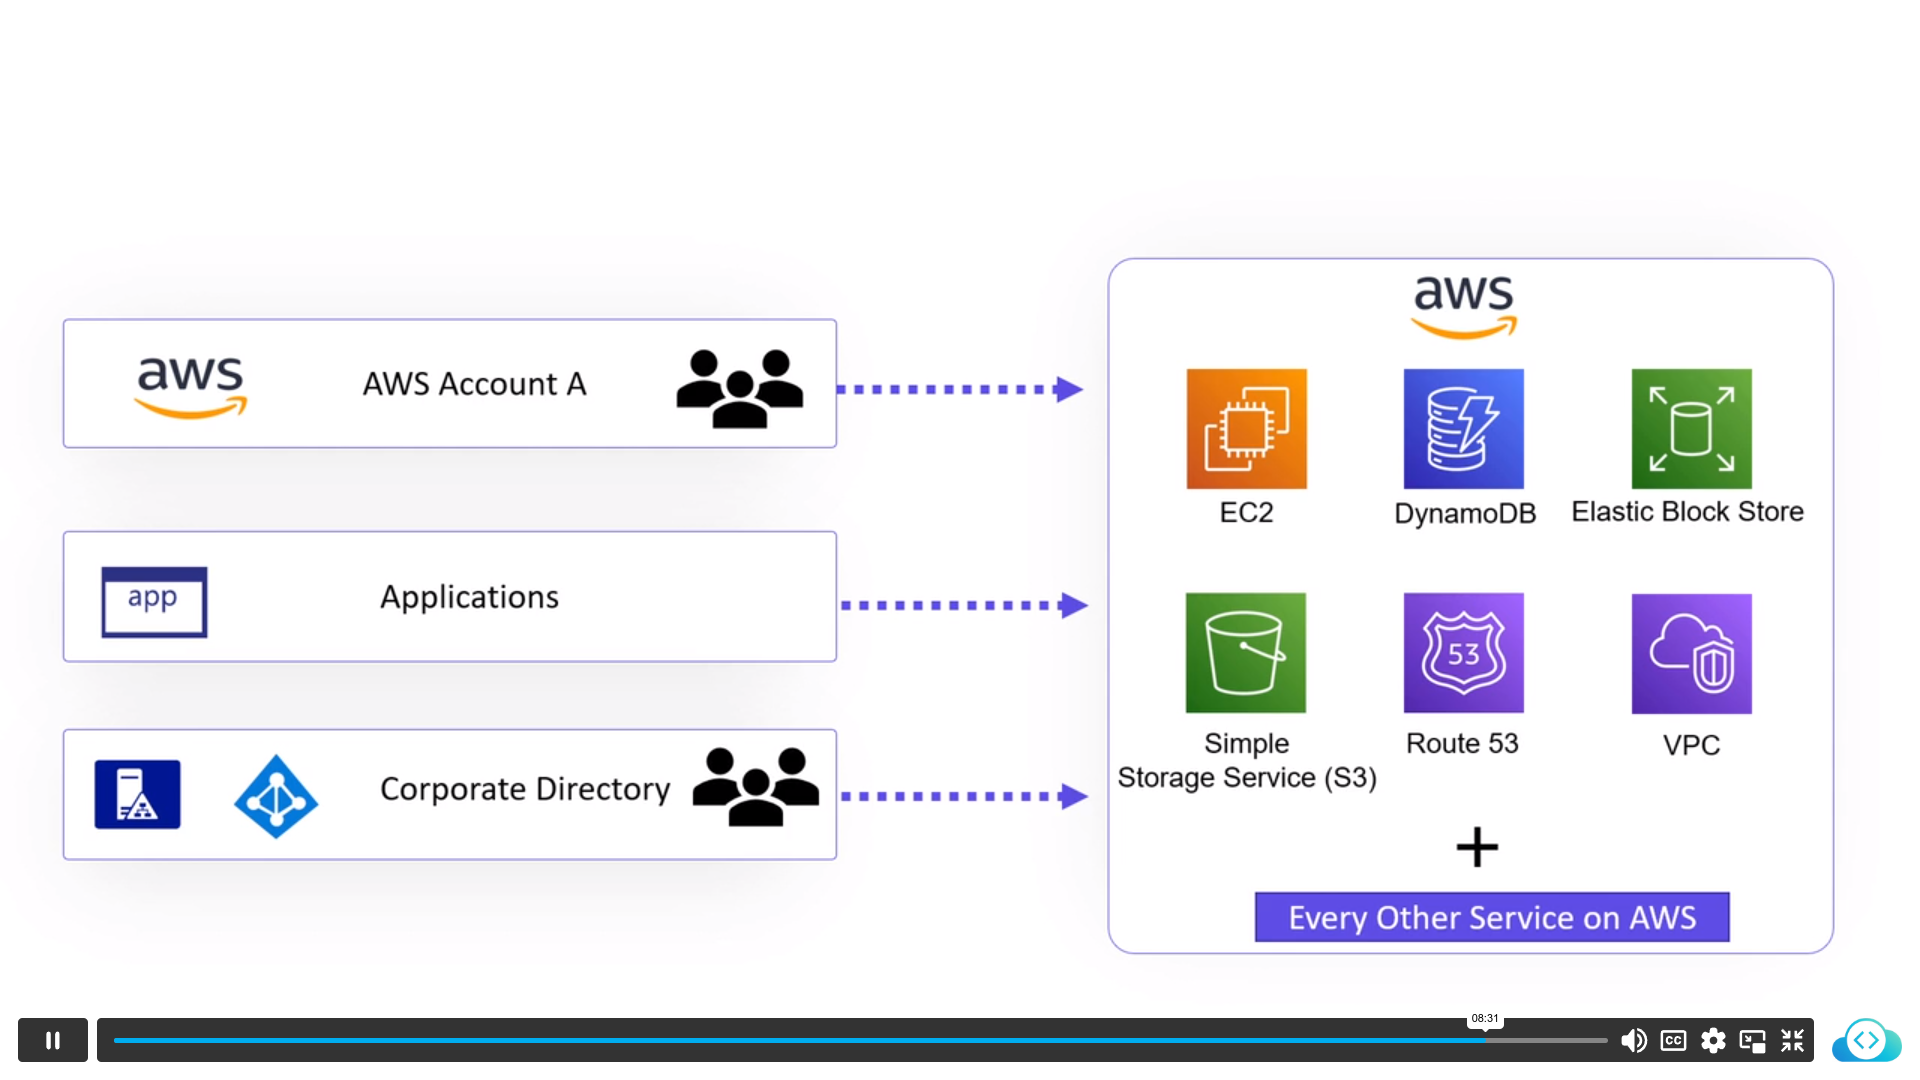 aws
AWS Account A
app
Applications
Corporate Directory
aws
EC2
DynamoDB
Elastic Block Store
53
Simple
Storage Service (S3)
Route 53
VPC
+
Every Other Service on AWS
08:31
CC